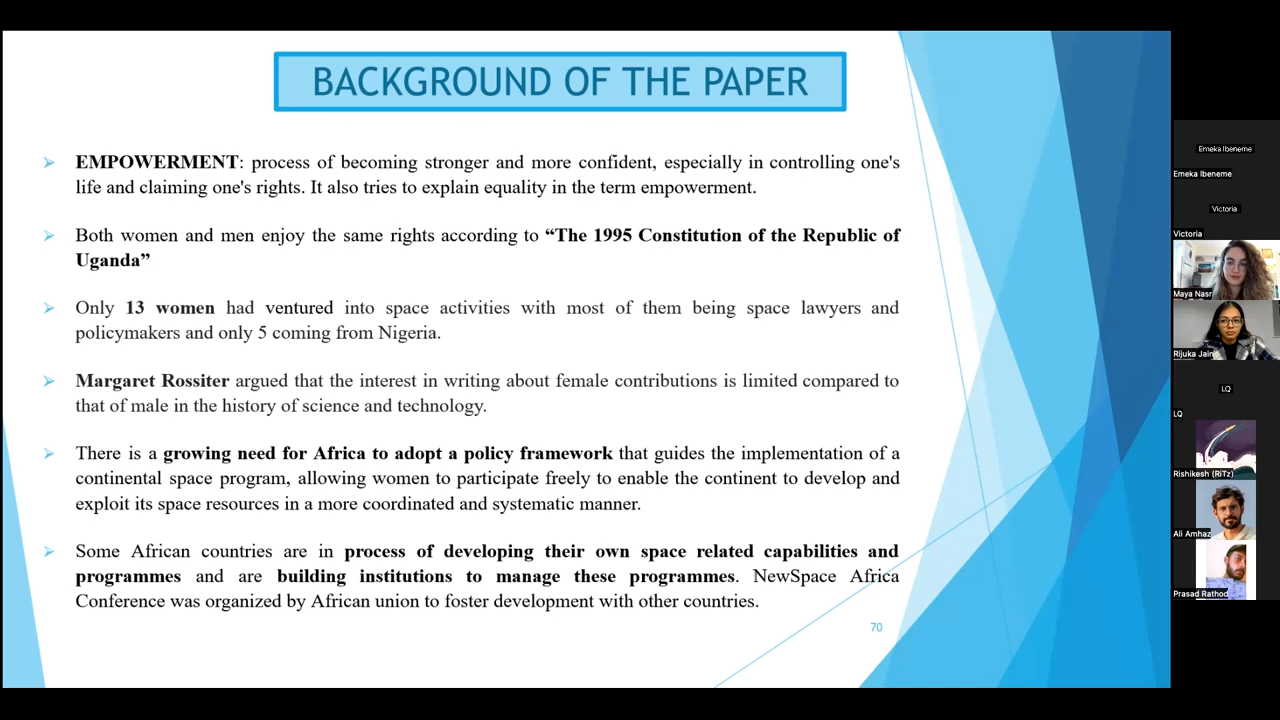 BACKGROUND OF THE PAPER
EMPOWERMENT: process of becoming stronger and more confident, especially in controlling one's
life and claiming one's rights. It also tries to explain equality in the term empowerment.
Both women and men enjoy the same rights according to “The 1995 Constitution of the Republic of
Uganda”
Only 13 women had ventured into space activities with most of them being space lawyers and
policymakers and only 5 coming from Nigeria.
Margaret Rossiter argued that the interest in writing about female contributions is limited compared to
that of male in the history of science and technology.
There is a growing need for Africa to adopt a policy framework that guides the implementation of a
continental space program, allowing women to participate freely to enable the continent to develop and
exploit its space resources in a more coordinated and systematic manner.
Some African countries are in process of developing their own space related capabilities and
programmes and are building institutions to manage these programmes. NewSpace Africa
Conference was organized by African union to foster development with other countries.
70
Emeka Ibeneme
Emeka Ibeneme
Victoria
Victoria
Maya Nasr
Rijuka Jain
LQ
LQ
Rishikesh (RiTz)
Ali Amhaz
Prasad Rathod